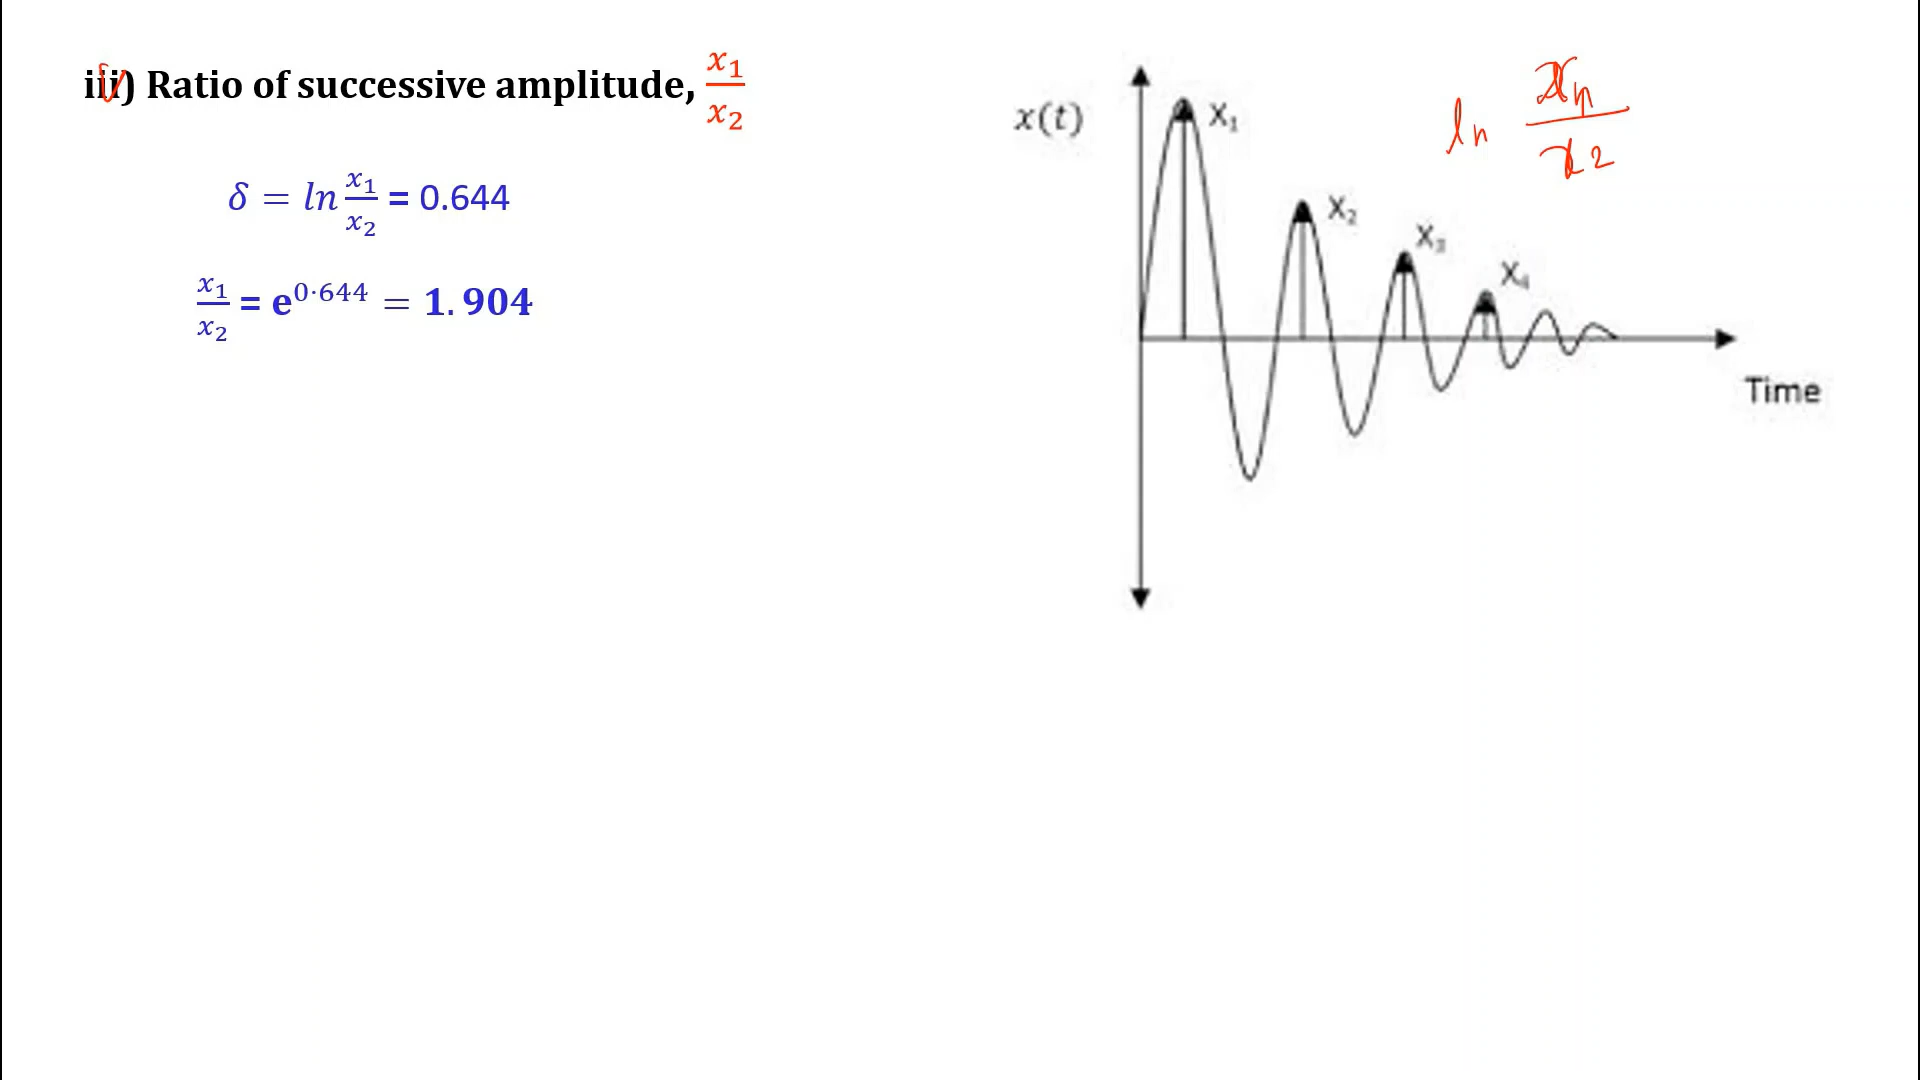 iii) Ratio of successive amplitude, x₁/x₂
δ = ln x₁/x₂ = 0.644
x₁/x₂ = e^0·644 = 1.904
x(t)
X₁
X₂
X₃
X₄
Time
ln x₁/x₂